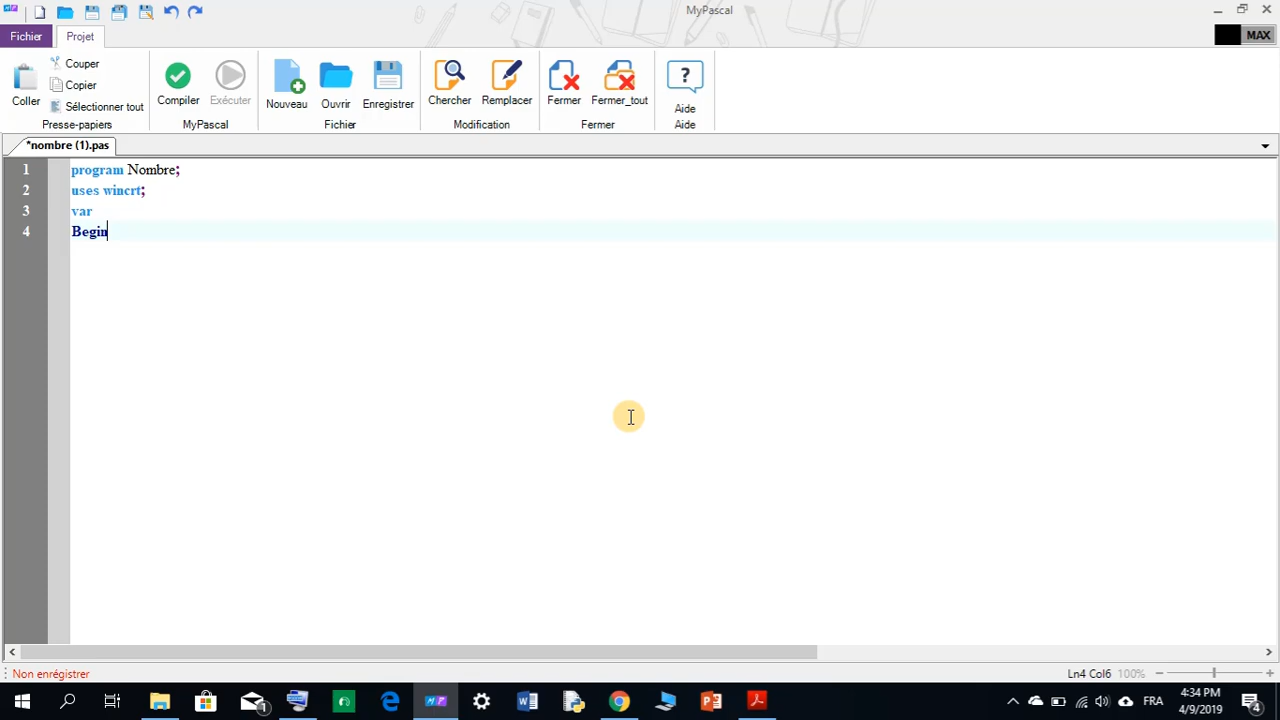 MyPascal
Fichier
Projet
MAX
Coller
Couper
Copier
Sélectionner tout
Presse-papiers
Compiler
Exécuter
MyPascal
Nouveau
Ouvrir
Enregistrer
Fichier
Chercher
Remplacer
Modification
Fermer
Fermer_tout
Fermer
Aide
Aide
*nombre (1).pas
1 program Nombre;
2 uses wincrt;
3 var
4 Begin
Non enrégistrer
Ln4 Col6 100%
FRA
4:34 PM
4/9/2019